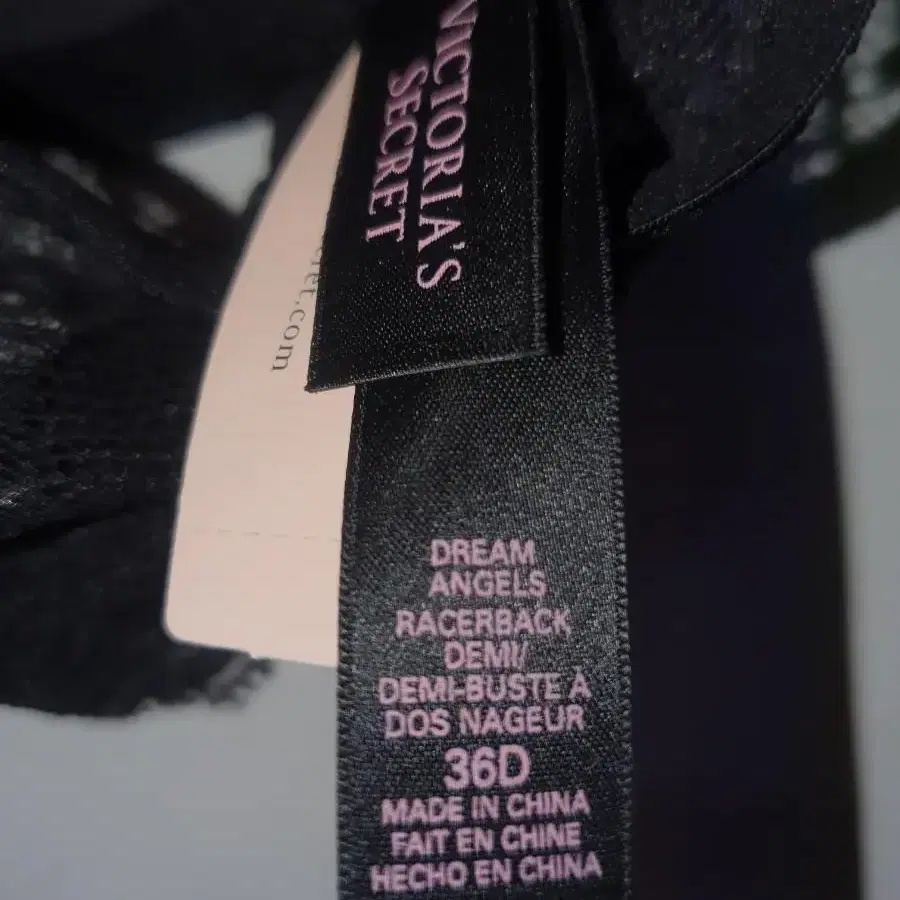 VICTORIA'S
SECRET
.com
DREAM
ANGELS
RACERBACK
DEMI/
DEMI-BUSTE À
DOS NAGEUR
36D
MADE IN CHINA
FAIT EN CHINE
HECHO EN CHINA